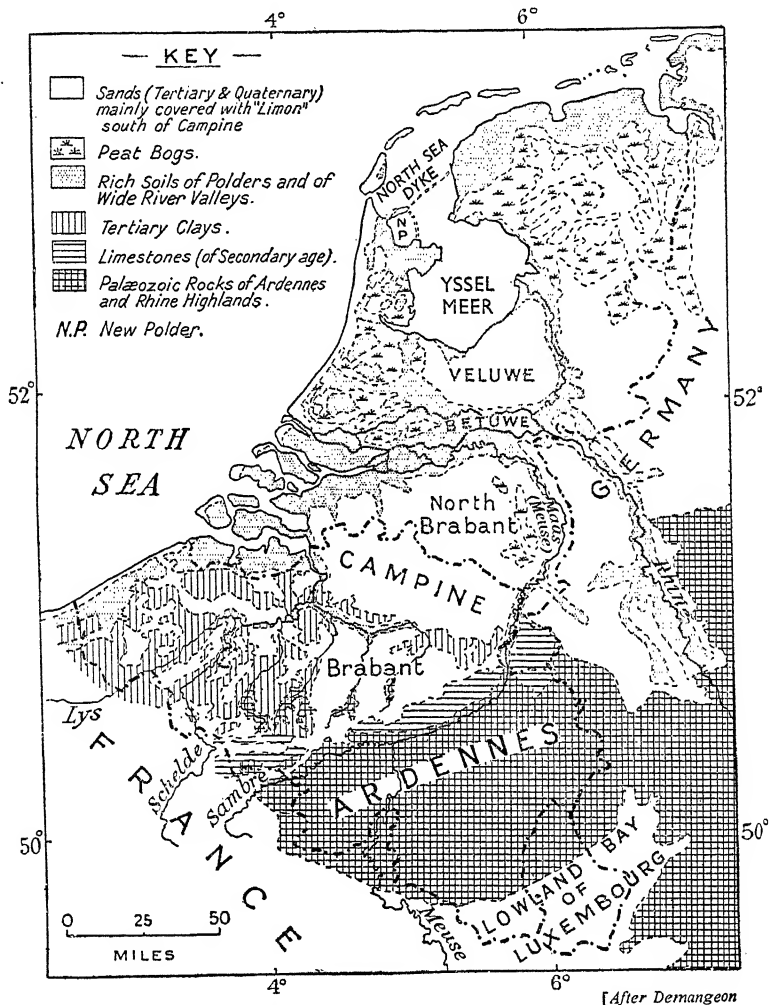 4° 6°
— KEY —
Sands (Tertiary & Quaternary)
mainly covered with "Limon"
south of Campine
Peat Bogs.
Rich Soils of Polders and of
Wide River Valleys.
Tertiary Clays.
Limestones (of Secondary age).
Palæozoic Rocks of Ardennes
and Rhine Highlands.
N.P. New Polder.
NORTH SEA
DYKE
N
P
YSSEL
MEER
VELUWE
52° 52°
BETUWE
GERMANY
NORTH
SEA
North
Brabant
Maas
(Meuse)
CAMPINE
Rhine
Brabant
Lys
Schelde
Sambre
FRANCE
ARDENNES
50° 50°
LOWLAND BAY
OF
LUXEMBOURG
Meuse
0 25 50
MILES
4° 6°
[After Demangeon